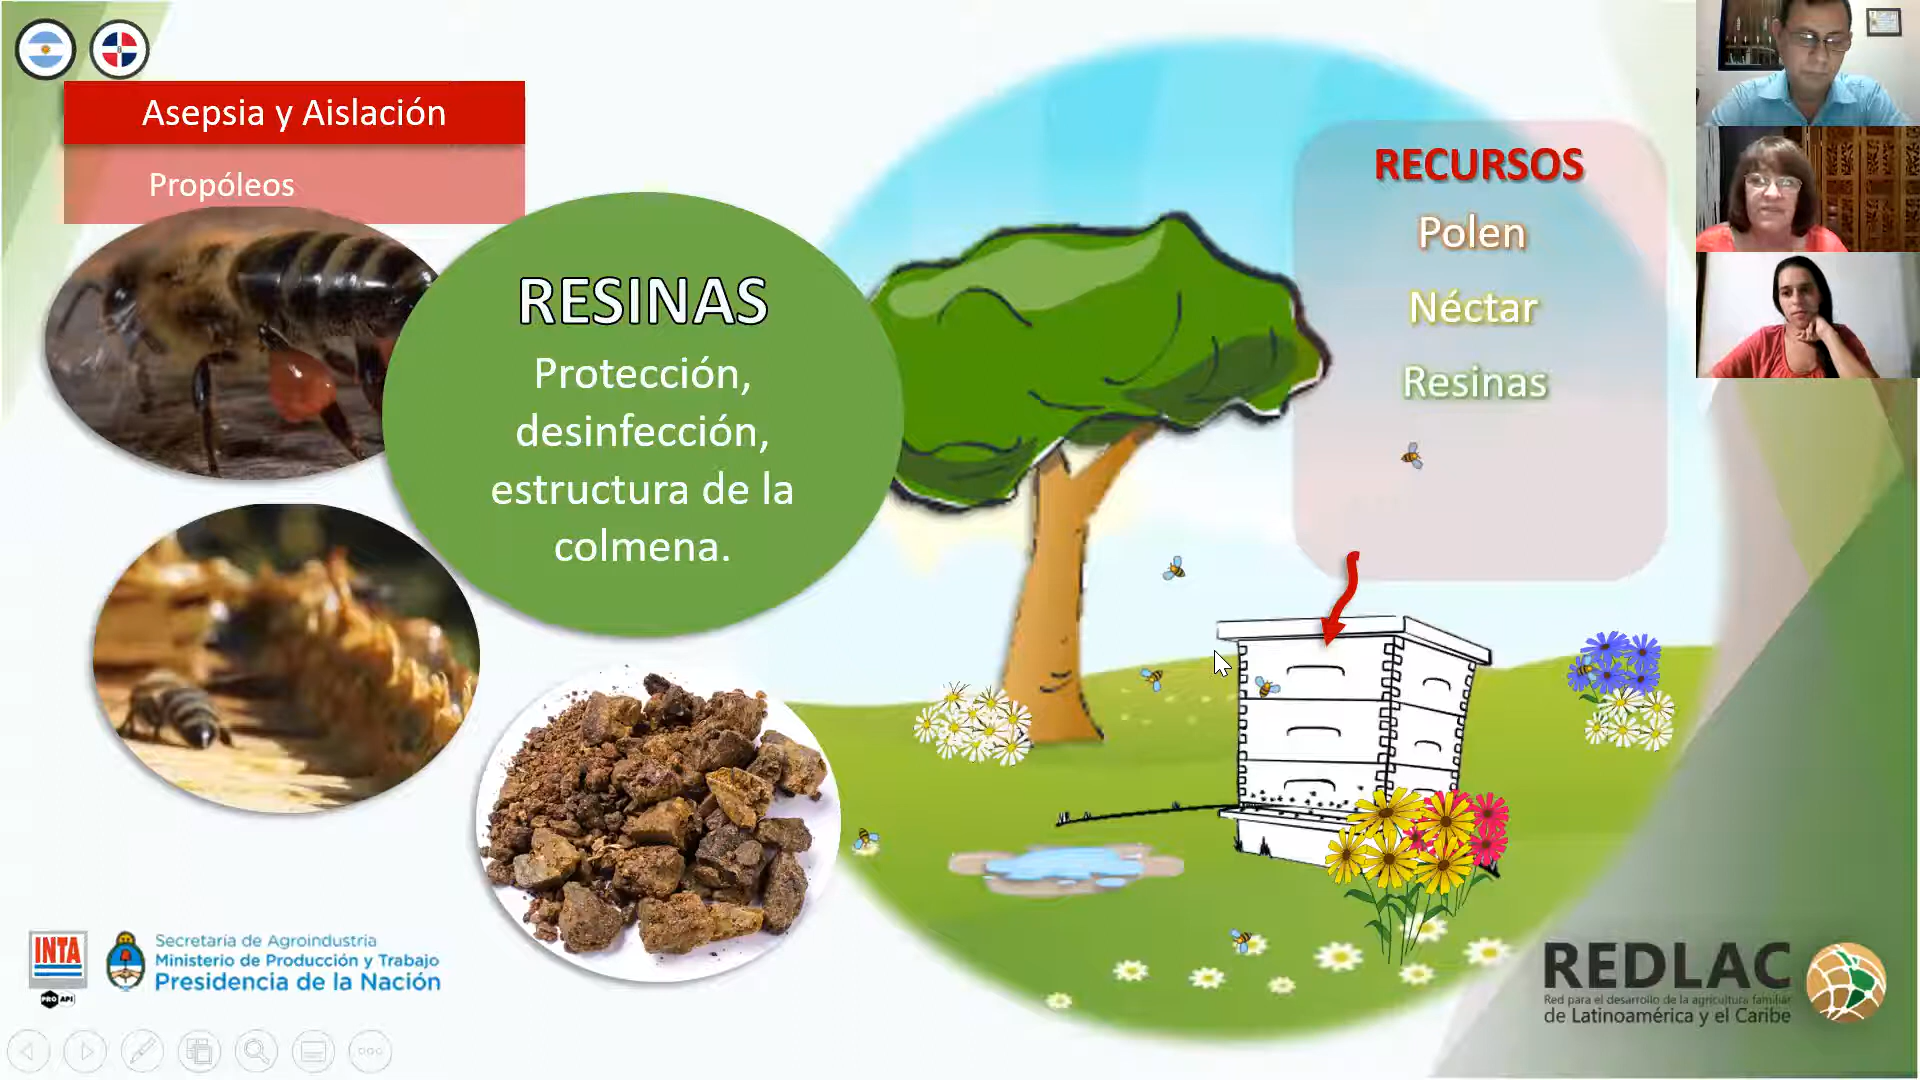 Asepsia y Aislación
Propóleos
RESINAS
Protección,
desinfección,
estructura de la
colmena.
RECURSOS
Polen
Néctar
Resinas
INTA
PRO API
Secretaría de Agroindustria
Ministerio de Producción y Trabajo
Presidencia de la Nación
REDLAC
Red para el desarrollo de la agricultura familiar
de Latinoamérica y el Caribe